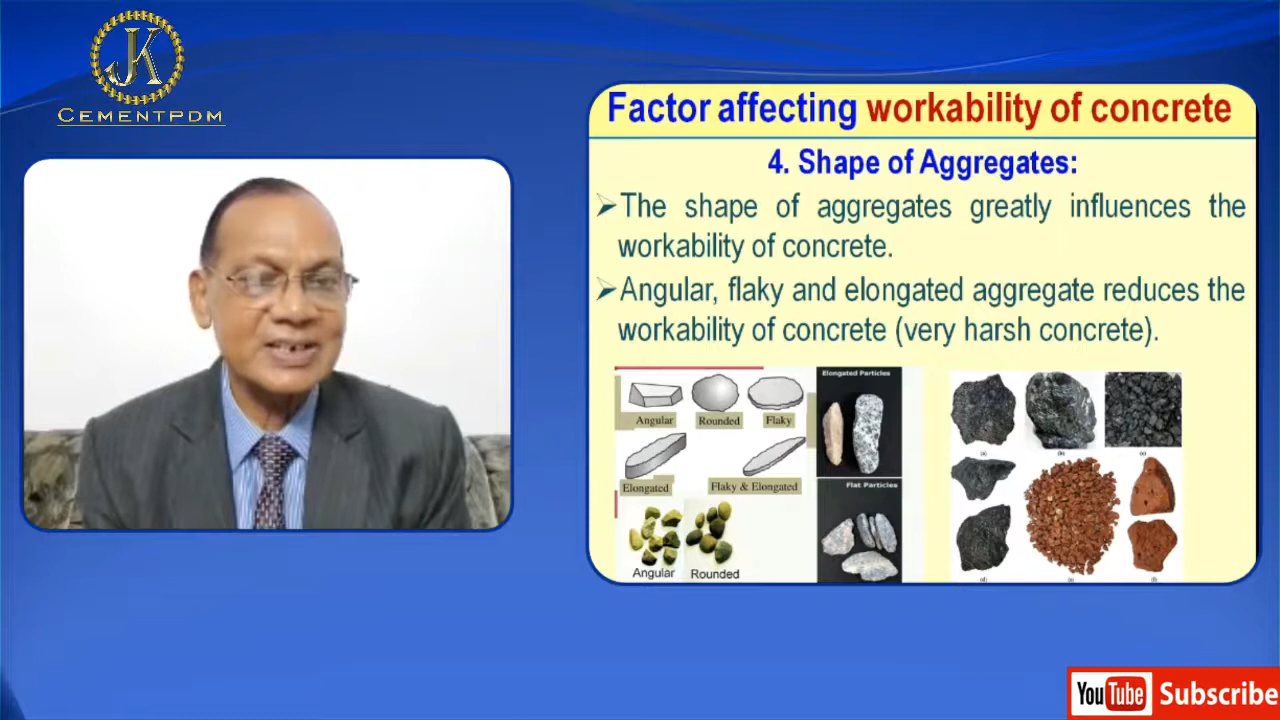 JK
CEMENTPDM
Factor affecting workability of concrete
4. Shape of Aggregates:
➢The shape of aggregates greatly influences the
workability of concrete.
➢Angular, flaky and elongated aggregate reduces the
workability of concrete (very harsh concrete).
Angular
Rounded
Flaky
Elongated
Flaky & Elongated
Angular
Rounded
Elongated Particles
Flat Particles
(a)
(b)
(c)
(d)
(e)
(f)
YouTube Subscribe